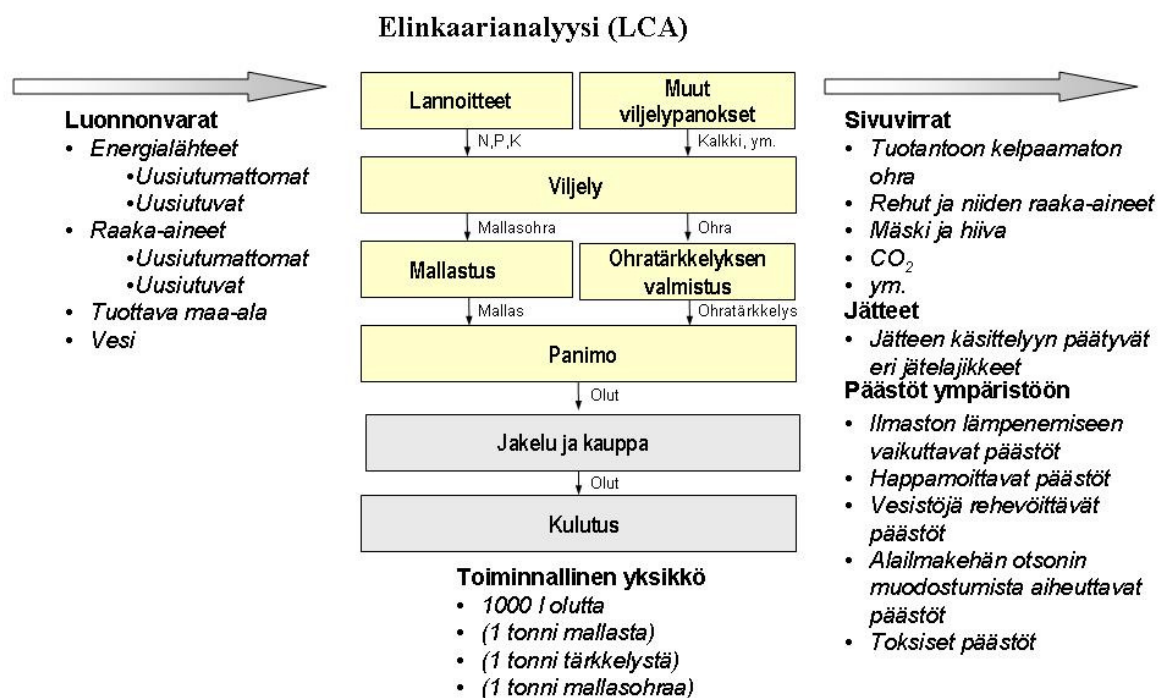 Elinkaarianalyysi (LCA)
Luonnonvarat
• Energialähteet
•Uusiutumattomat
•Uusiutuvat
• Raaka-aineet
•Uusiutumattomat
•Uusiutuvat
• Tuottava maa-ala
• Vesi
Lannoitteet
Muut
viljelypanokset
N,P,K
Kalkki, ym.
Viljely
Mallasohra
Ohra
Mallastus
Ohratärkkelyksen
valmistus
Mallas
Ohratärkkelys
Panimo
Olut
Jakelu ja kauppa
Olut
Kulutus
Toiminnallinen yksikkö
• 1000 l olutta
• (1 tonni mallasta)
• (1 tonni tärkkelystä)
• (1 tonni mallasohraa)
Sivuvirrat
• Tuotantoon kelpaamaton
ohra
• Rehut ja niiden raaka-aineet
• Mäski ja hiiva
• CO₂
• ym.
Jätteet
• Jätteen käsittelyyn päätyvät
eri jätelajikkeet
Päästöt ympäristöön
• Ilmaston lämpenemiseen
vaikuttavat päästöt
• Happamoittavat päästöt
• Vesistöjä rehevöittävät
päästöt
• Alailmakehän otsonin
muodostumista aiheuttavat
päästöt
• Toksiset päästöt